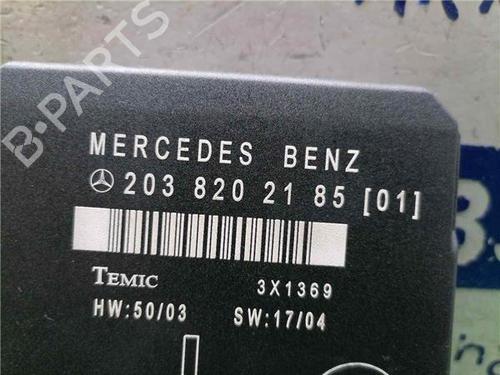 B-PARTS
MERCEDES BENZ
203 820 21 85 [01]
TEMIC 3X1369
HW:50/03 SW:17/04